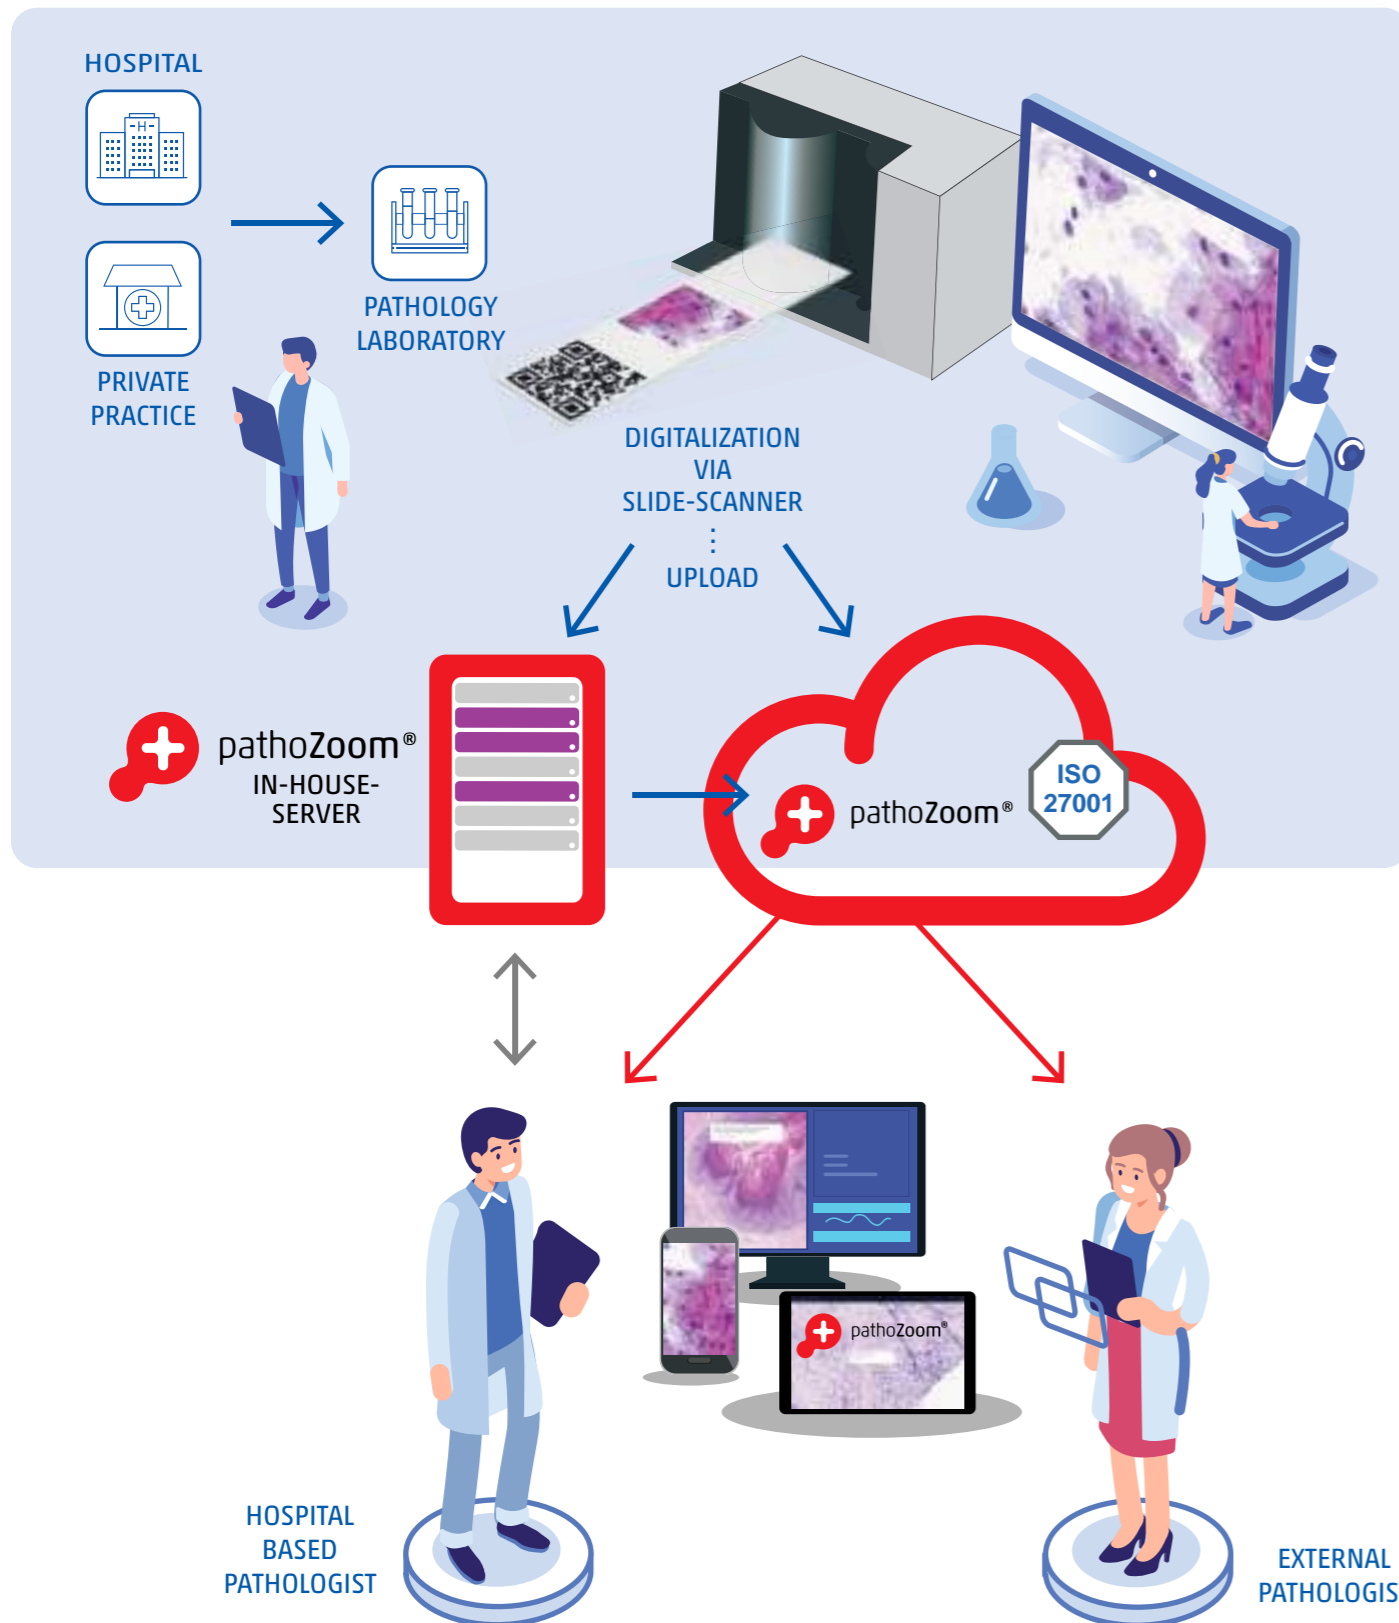 HOSPITAL
PRIVATE
PRACTICE
PATHOLOGY
LABORATORY
DIGITALIZATION
VIA
SLIDE-SCANNER
UPLOAD
pathoZoom®
IN-HOUSE-
SERVER
pathoZoom®
ISO
27001
pathoZoom®
HOSPITAL
BASED
PATHOLOGIST
EXTERNAL
PATHOLOGIS